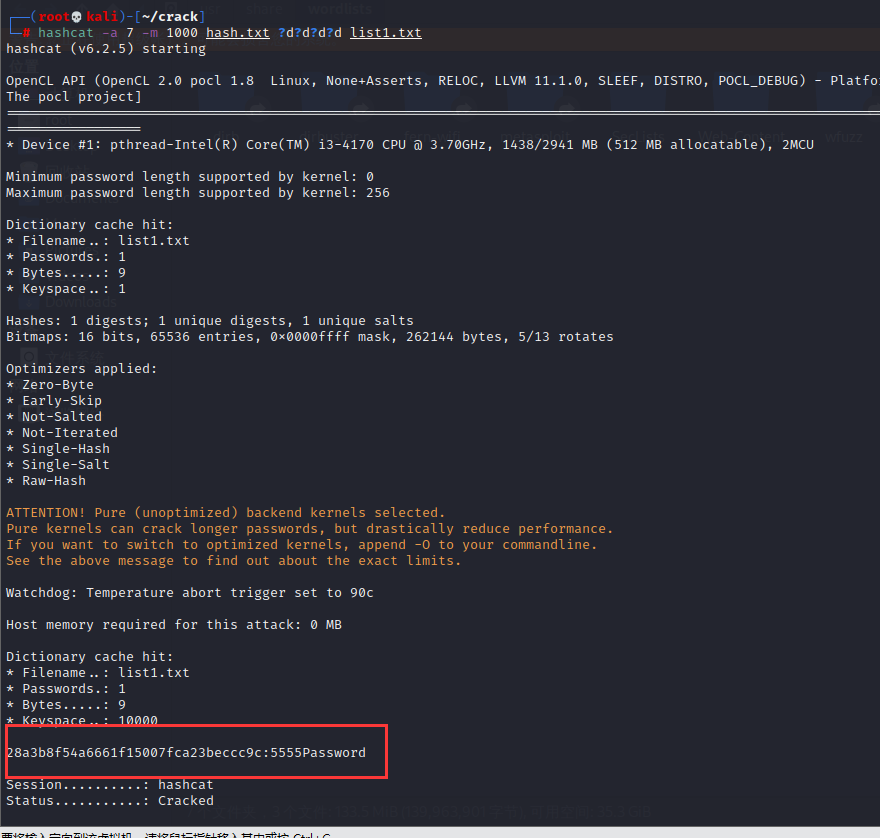 ┌──(root💀kali)-[~/crack]
└─# hashcat -a 7 -m 1000 hash.txt ?d?d?d?d list1.txt
hashcat (v6.2.5) starting
OpenCL API (OpenCL 2.0 pocl 1.8  Linux, None+Asserts, RELOC, LLVM 11.1.0, SLEEF, DISTRO, POCL_DEBUG) - Platfo
The pocl project]
* Device #1: pthread-Intel(R) Core(TM) i3-4170 CPU @ 3.70GHz, 1438/2941 MB (512 MB allocatable), 2MCU
Minimum password length supported by kernel: 0
Maximum password length supported by kernel: 256
Dictionary cache hit:
* Filename..: list1.txt
* Passwords.: 1
* Bytes.....: 9
* Keyspace..: 1
Hashes: 1 digests; 1 unique digests, 1 unique salts
Bitmaps: 16 bits, 65536 entries, 0×0000ffff mask, 262144 bytes, 5/13 rotates
Optimizers applied:
* Zero-Byte
* Early-Skip
* Not-Salted
* Not-Iterated
* Single-Hash
* Single-Salt
* Raw-Hash
ATTENTION! Pure (unoptimized) backend kernels selected.
Pure kernels can crack longer passwords, but drastically reduce performance.
If you want to switch to optimized kernels, append -O to your commandline.
See the above message to find out about the exact limits.
Watchdog: Temperature abort trigger set to 90c
Host memory required for this attack: 0 MB
Dictionary cache hit:
* Filename..: list1.txt
* Passwords.: 1
* Bytes.....: 9
* Keyspace..: 10000
28a3b8f54a6661f15007fca23beccc9c:5555Password
Session..........: hashcat
Status...........: Cracked